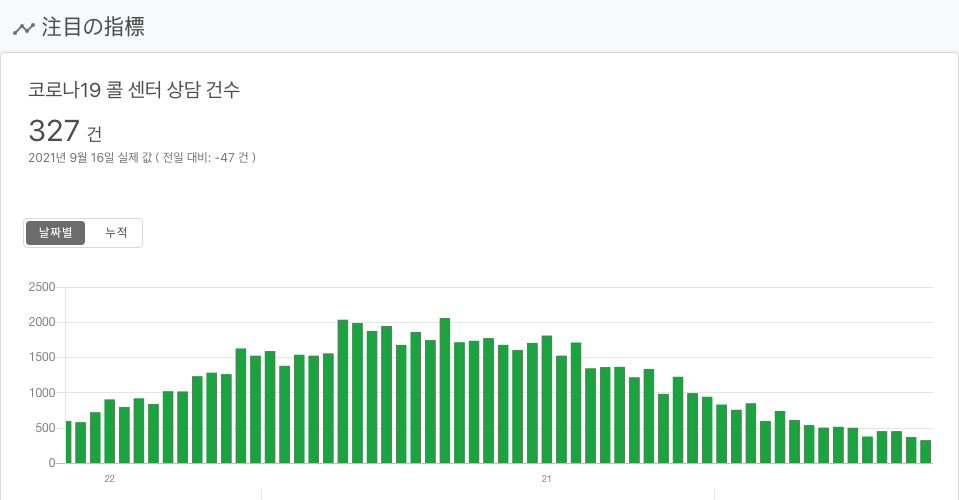 注目の指標
코로나19 콜 센터 상담 건수
327 건
2021년 9월 16일 실제 값 ( 전일 대비: -47 건 )
날짜별 누적
2500
2000
1500
1000
500
0
22 21